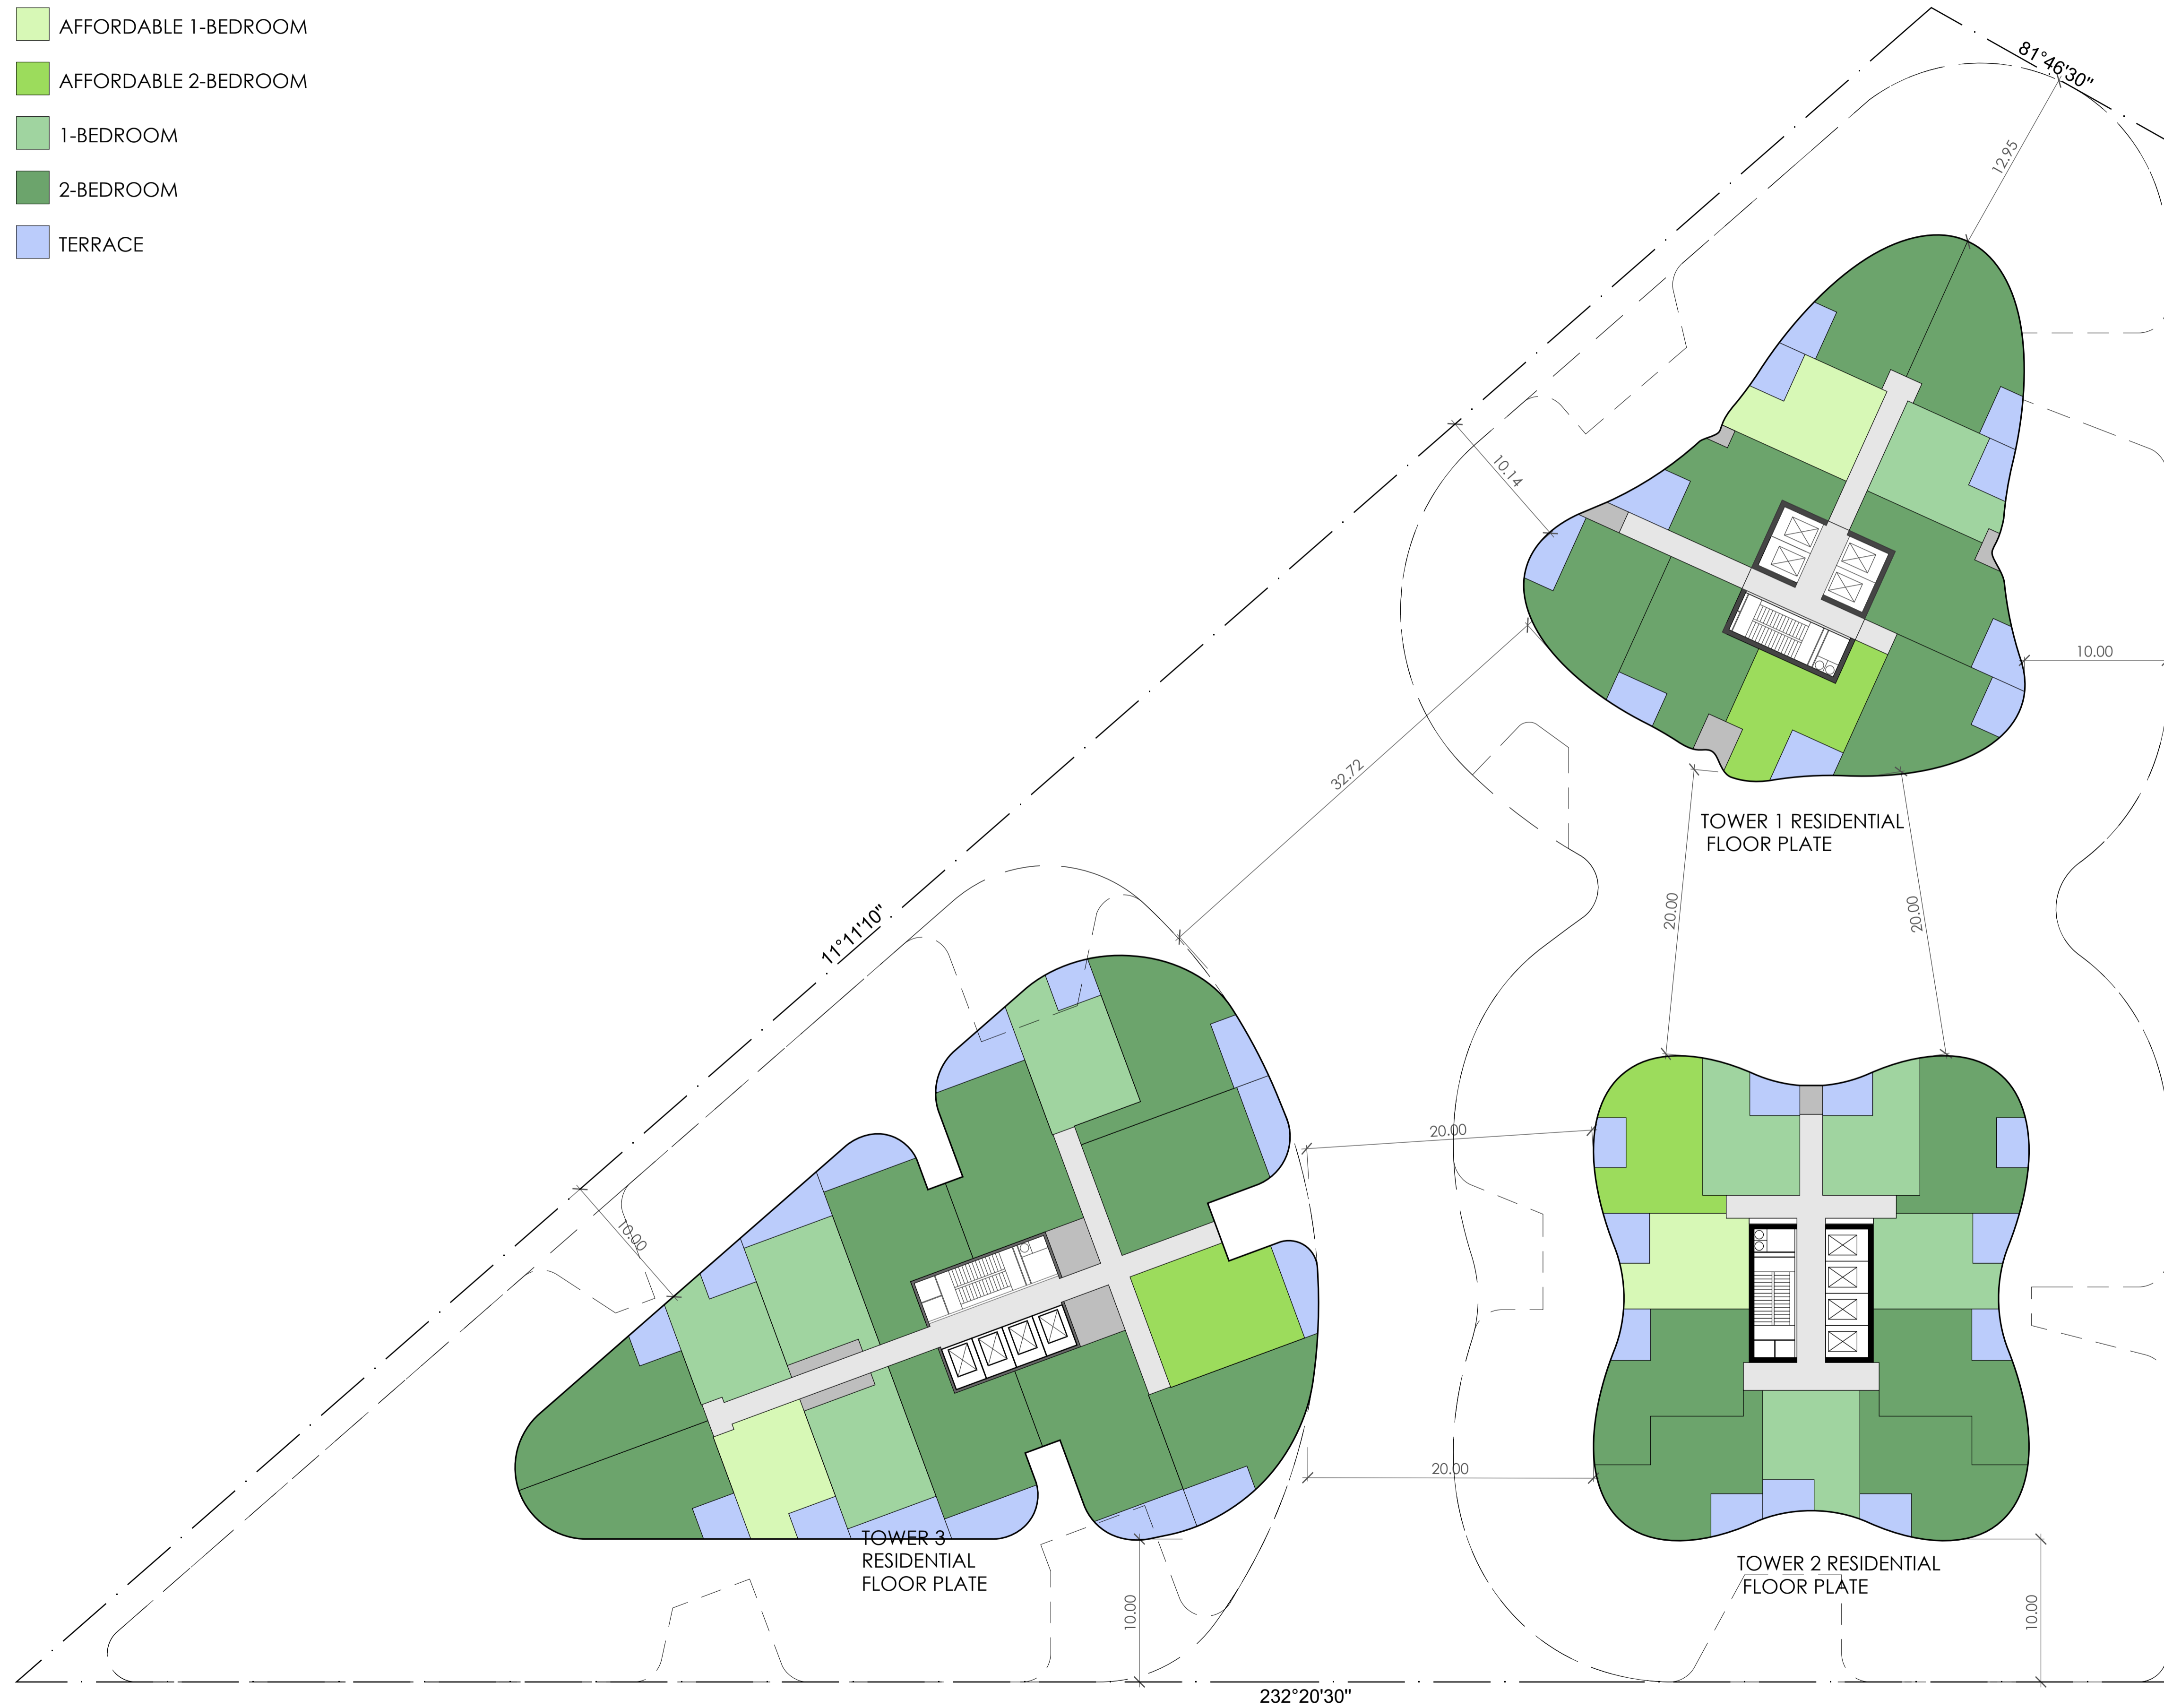 AFFORDABLE 1-BEDROOM
AFFORDABLE 2-BEDROOM
1-BEDROOM
2-BEDROOM
TERRACE
81°46'30"
12.95
10.14
10.00
32.72
TOWER 1 RESIDENTIAL
FLOOR PLATE
20.00
20.00
11°11'10"
20.00
10.00
20.00
TOWER 3
RESIDENTIAL
FLOOR PLATE
TOWER 2 RESIDENTIAL
FLOOR PLATE
10.00
10.00
232°20'30"